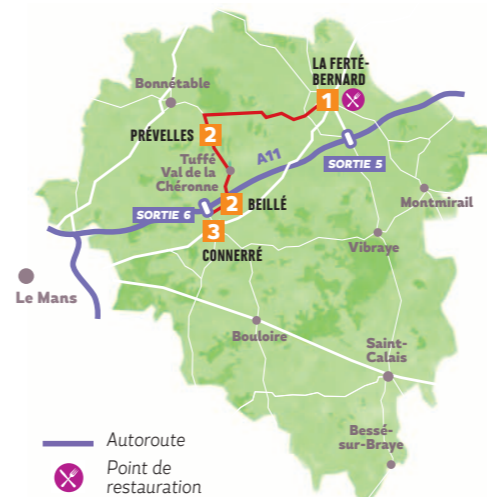 LA FERTÉ-
BERNARD
1
Bonnétable
PRÉVELLES
2
A11
SORTIE 5
Tuffé
Val de la
Chéronne
Montmirail
2
BEILLÉ
SORTIE 6
3
CONNERRÉ
Vibraye
Le Mans
Bouloire
Saint-
Calais
Bessé-
sur-Braye
Autoroute
Point de
restauration